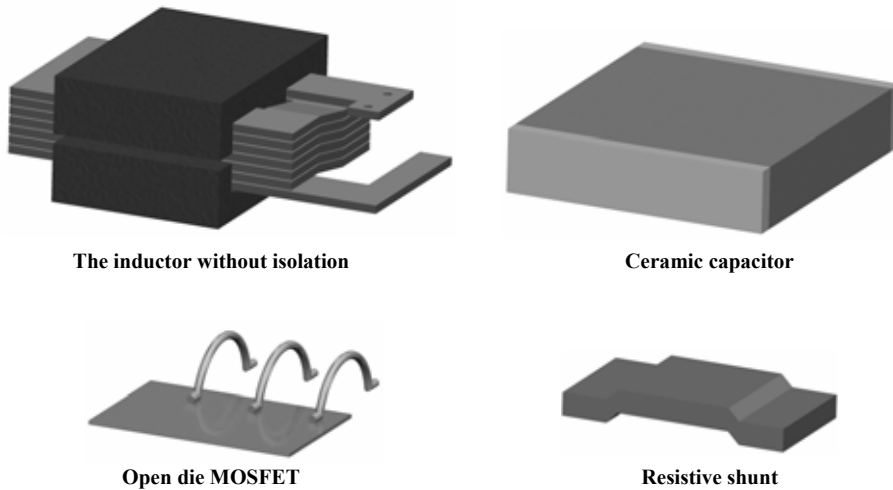 The inductor without isolation
Ceramic capacitor
Open die MOSFET
Resistive shunt